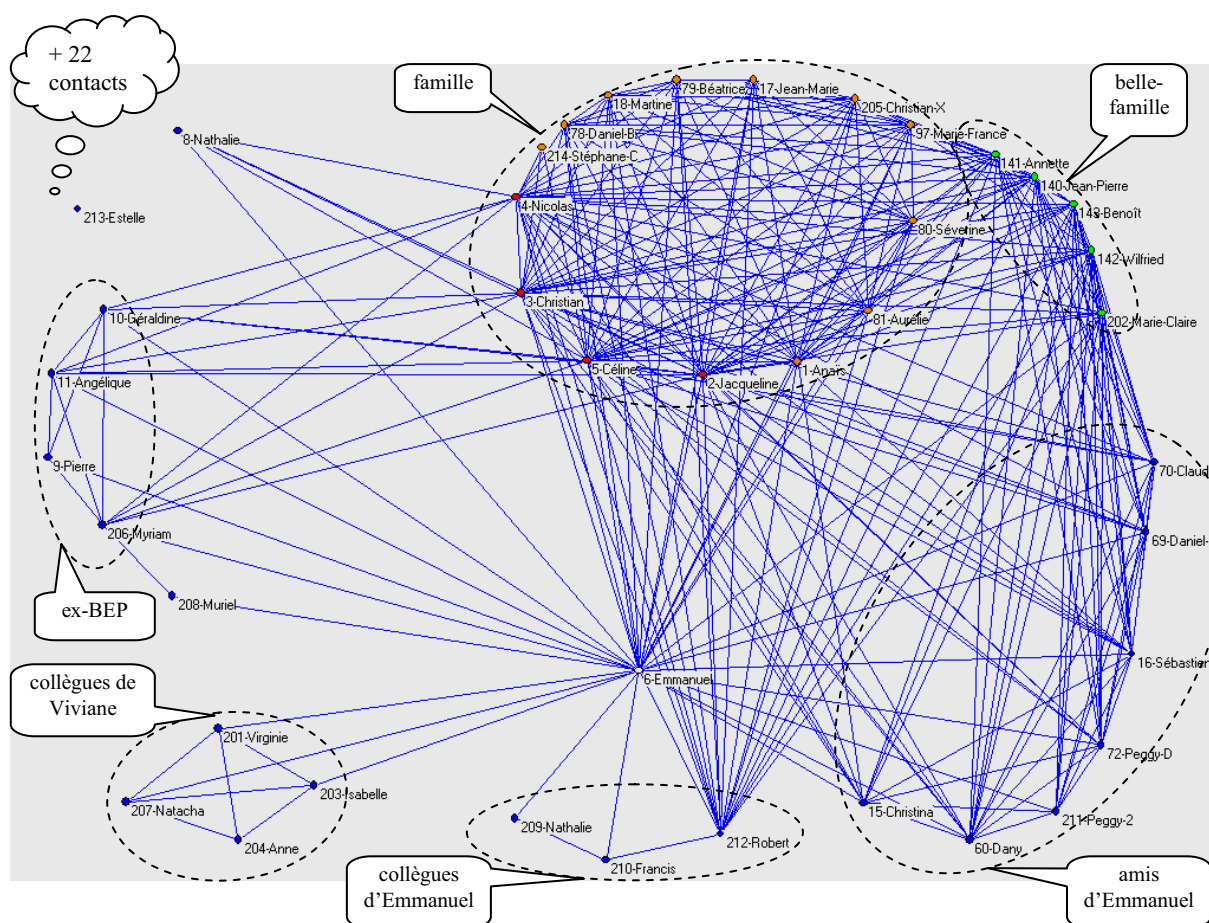 + 22
contacts
famille
belle-
famille
79-Béatrice
17-Jean-Marie
18-Martine
205-Christian-X
78-Daniel-B
97-Marie-France
8-Nathalie
214-Stéphane-C
141-Annette
140-Jean-Pierre
4-Nicolas
143-Benoît
213-Estelle
80-Séverine
142-Wilfried
3-Christian
10-Géraldine
81-Aurélie
202-Marie-Claire
5-Céline
1-Anaïs
2-Jacqueline
11-Angélique
9-Pierre
70-Claud
206-Myriam
69-Daniel-
ex-BEP
208-Muriel
16-Sébastien
6-Emmanuel
collègues de
Viviane
201-Virginie
72-Peggy-D
203-Isabelle
207-Natacha
15-Christina
211-Peggy-2
209-Nathalie
212-Robert
204-Anne
60-Dany
210-Francis
collègues
d'Emmanuel
amis
d'Emmanuel